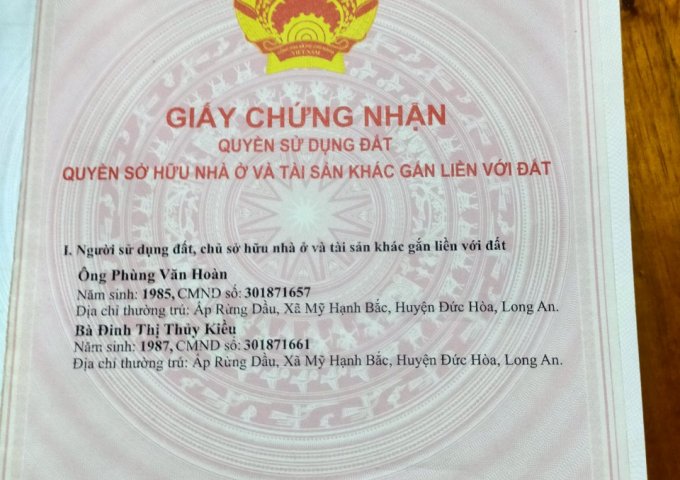 VIỆT NAM
GIẤY CHỨNG NHẬN
QUYỀN SỬ DỤNG ĐẤT
QUYỀN SỞ HỮU NHÀ Ở VÀ TÀI SẢN KHÁC GẮN LIỀN VỚI ĐẤT
I. Người sử dụng đất, chủ sở hữu nhà ở và tài sản khác gắn liền với đất
Ông Phùng Văn Hoàn
Năm sinh: 1985, CMND số: 301871657
Địa chỉ thường trú: Ấp Rừng Dầu, Xã Mỹ Hạnh Bắc, Huyện Đức Hòa, Long An.
Bà Đinh Thị Thúy Kiều
Năm sinh: 1987, CMND số: 301871661
Địa chỉ thường trú: Ấp Rừng Dầu, Xã Mỹ Hạnh Bắc, Huyện Đức Hòa, Long An.